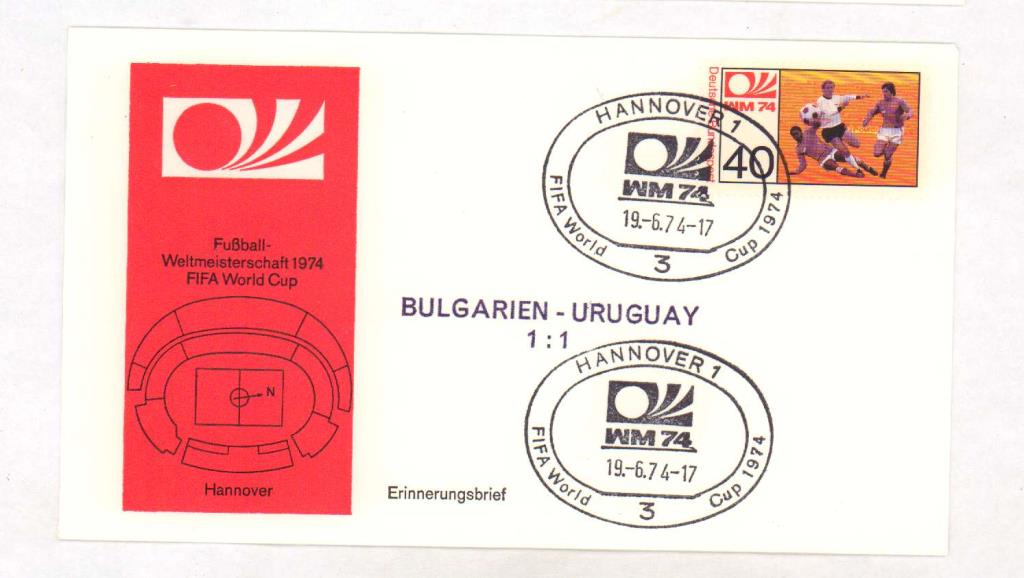 Fußball-
Weltmeisterschaft 1974
FIFA World Cup
N
Hannover
Deutsche Bundespost
WM 74
40
HANNOVER 1
WM 74
19.-6.74-17
FIFA World Cup 1974
3
BULGARIEN - URUGUAY
1 : 1
HANNOVER 1
WM 74
19.-6.74-17
FIFA World Cup 1974
3
Erinnerungsbrief